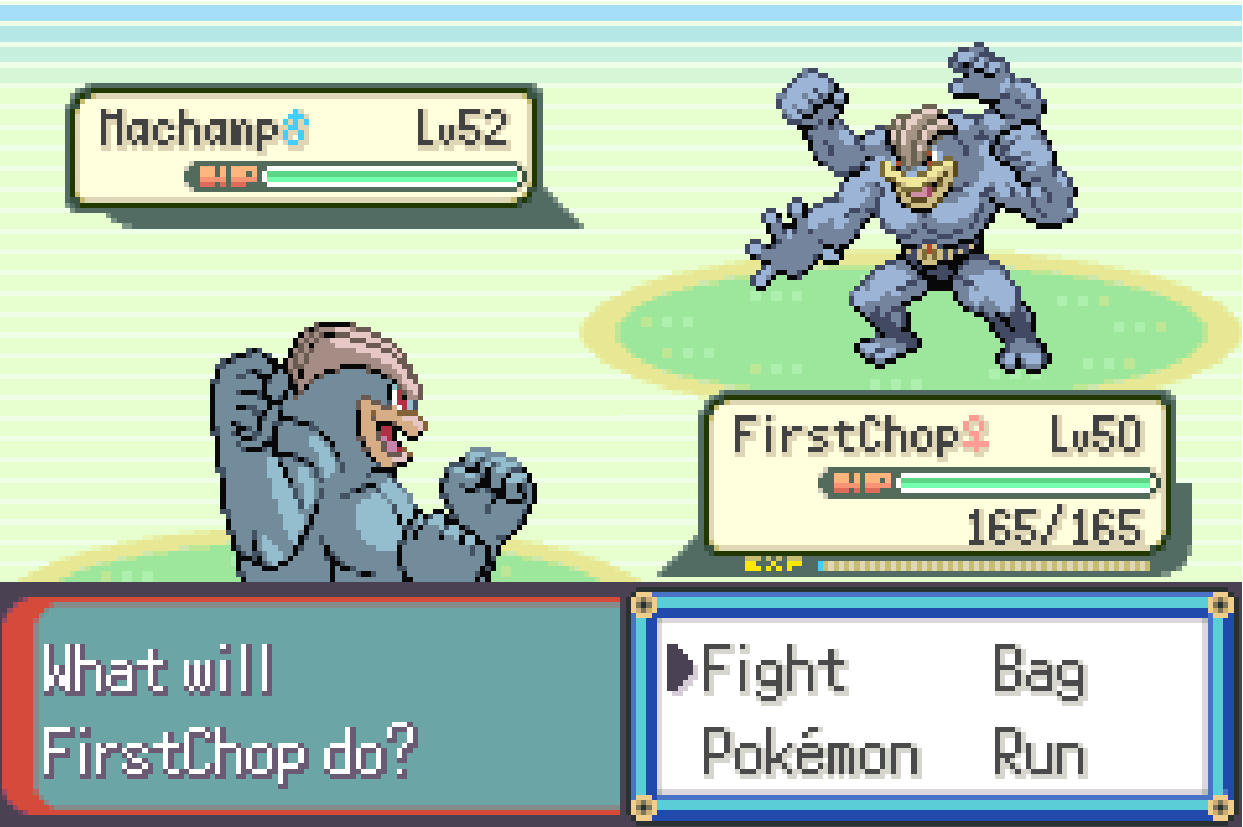 Machamp♂ Lv52
HP
FirstChop♀ Lv50
HP
165/165
EXP
What will
FirstChop do?
Fight Bag
Pokémon Run